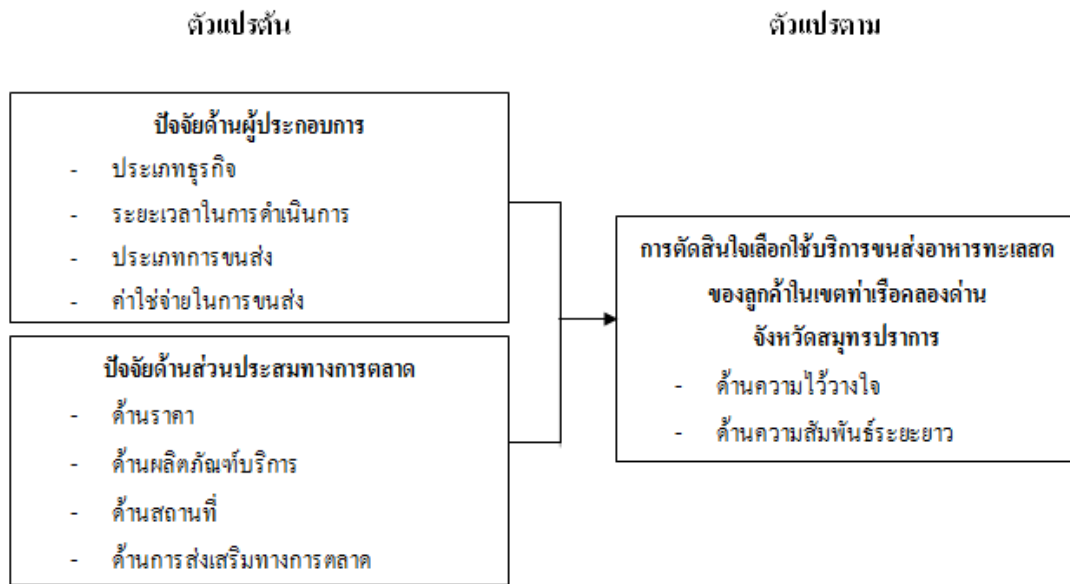 ตัวแปรต้น
ตัวแปรตาม
ปัจจัยด้านผู้ประกอบการ
- ประเภทธุรกิจ
- ระยะเวลาในการดำเนินการ
- ประเภทการขนส่ง
- ค่าใช่จ่ายในการขนส่ง
ปัจจัยด้านส่วนประสมทางการตลาด
- ด้านราคา
- ด้านผลิตภัณฑ์บริการ
- ด้านสถานที่
- ด้านการส่งเสริมทางการตลาด
การตัดสินใจเลือกใช้บริการขนส่งอาหารทะเลสด
ของลูกค้าในเขตท่าเรือคลองด่าน
จังหวัดสมุทรปราการ
- ด้านความไว้วางใจ
- ด้านความสัมพันธ์ระยะยาว